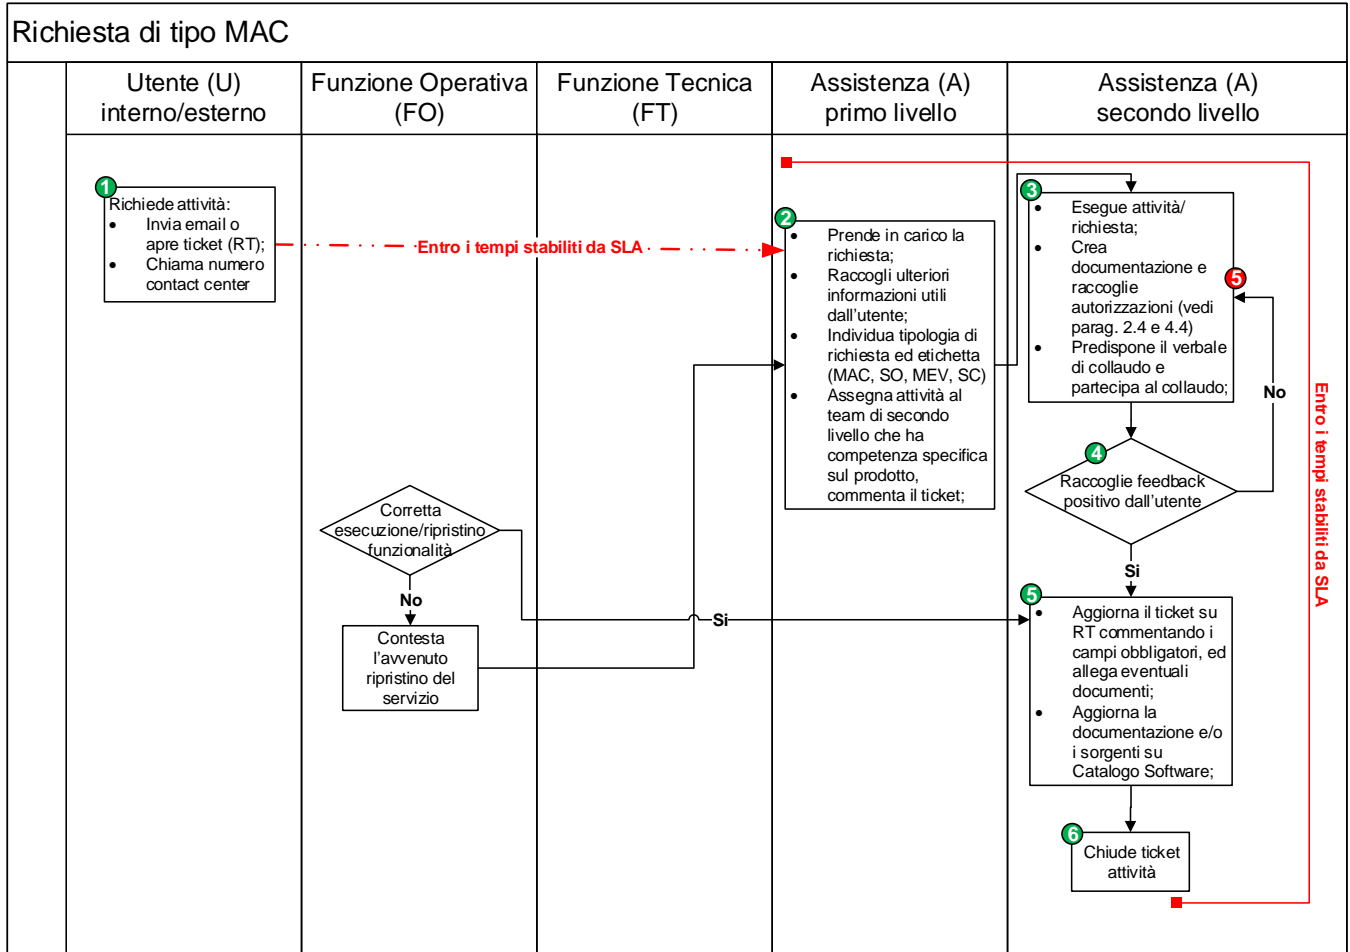 Richiesta di tipo MAC
Utente (U)
interno/esterno
Funzione Operativa
(FO)
Funzione Tecnica
(FT)
Assistenza (A)
primo livello
Assistenza (A)
secondo livello
1
Richiede attività:
• Invia email o
apre ticket (RT);
• Chiama numero
contact center
Entro i tempi stabiliti da SLA
2
• Prende in carico la
richiesta;
• Raccogli ulteriori
informazioni utili
dall'utente;
• Individua tipologia di
richiesta ed etichetta
(MAC, SO, MEV, SC)
• Assegna attività al
team di secondo
livello che ha
competenza specifica
sul prodotto,
commenta il ticket;
3
• Esegue attività/
richiesta;
• Crea
documentazione e
raccoglie
autorizzazioni (vedi
parag. 2.4 e 4.4)
• Predispone il verbale
di collaudo e
partecipa al collaudo;
5
No
Entro i tempi stabiliti da SLA
4
Raccoglie feedback
positivo dall'utente
Si
Corretta
esecuzione/ripristino
funzionalità
No
Si
Contesta
l'avvenuto
ripristino del
servizio
5
• Aggiorna il ticket su
RT commentando i
campi obbligatori, ed
allega eventuali
documenti;
• Aggiorna la
documentazione e/o
i sorgenti su
Catalogo Software;
6
Chiude ticket
attività